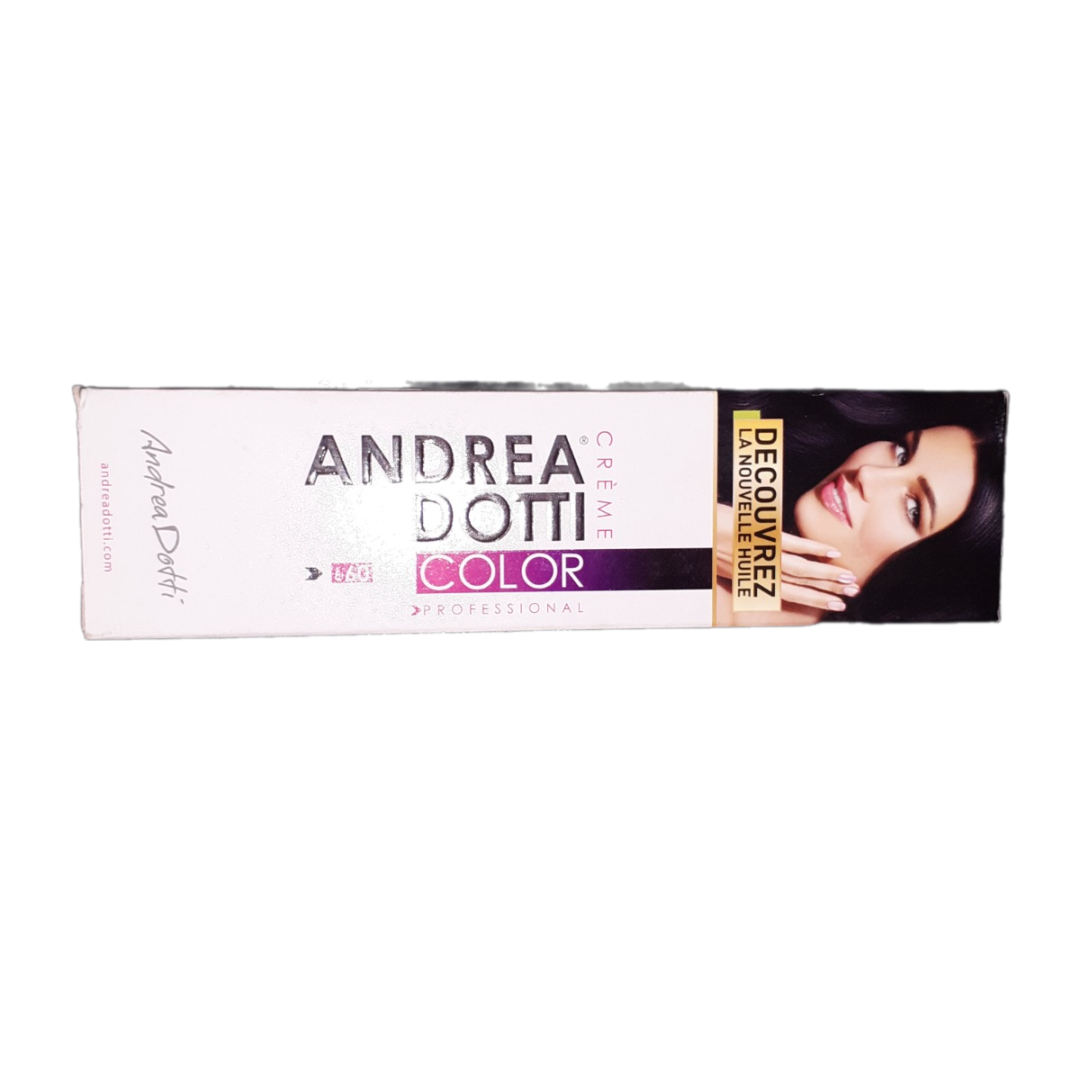 Andrea Dotti
andreadotti.com
ANDREA®
DOTTI
CRÈME
COLOR
PROFESSIONAL
DECOUVREZ
LA NOUVELLE HUILE